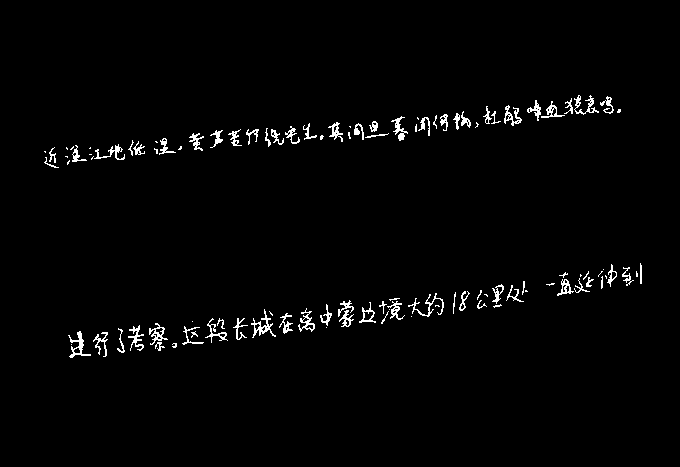 近湓江地低湿，黄芦苦竹绕宅生。其间旦暮闻何物，杜鹃啼血猿哀鸣。
进行了考察。这段长城在离中蒙边境大约18公里处一直延伸到